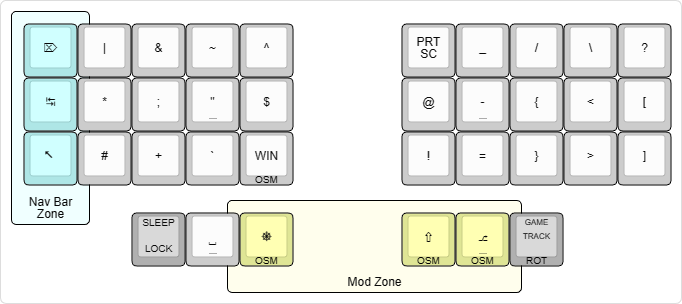 ⌦ | & ~ ^ PRT SC _ / \ ?
↹ * ; " $ @ - { < [
↖ # + ` WIN OSM ! = } > ]
Nav Bar
Zone
SLEEP LOCK ⎵ ⎈ OSM ⇧ OSM ⎇ OSM GAME TRACK ROT
Mod Zone